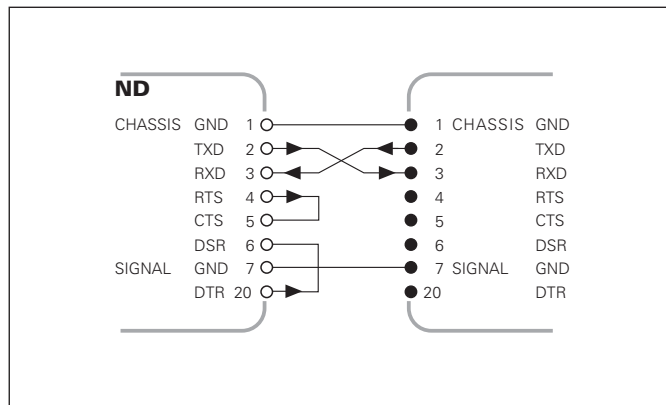 ND
CHASSIS GND 1 1 CHASSIS GND
TXD 2 2 TXD
RXD 3 3 RXD
RTS 4 4 RTS
CTS 5 5 CTS
DSR 6 6 DSR
SIGNAL GND 7 7 SIGNAL GND
DTR 20 20 DTR